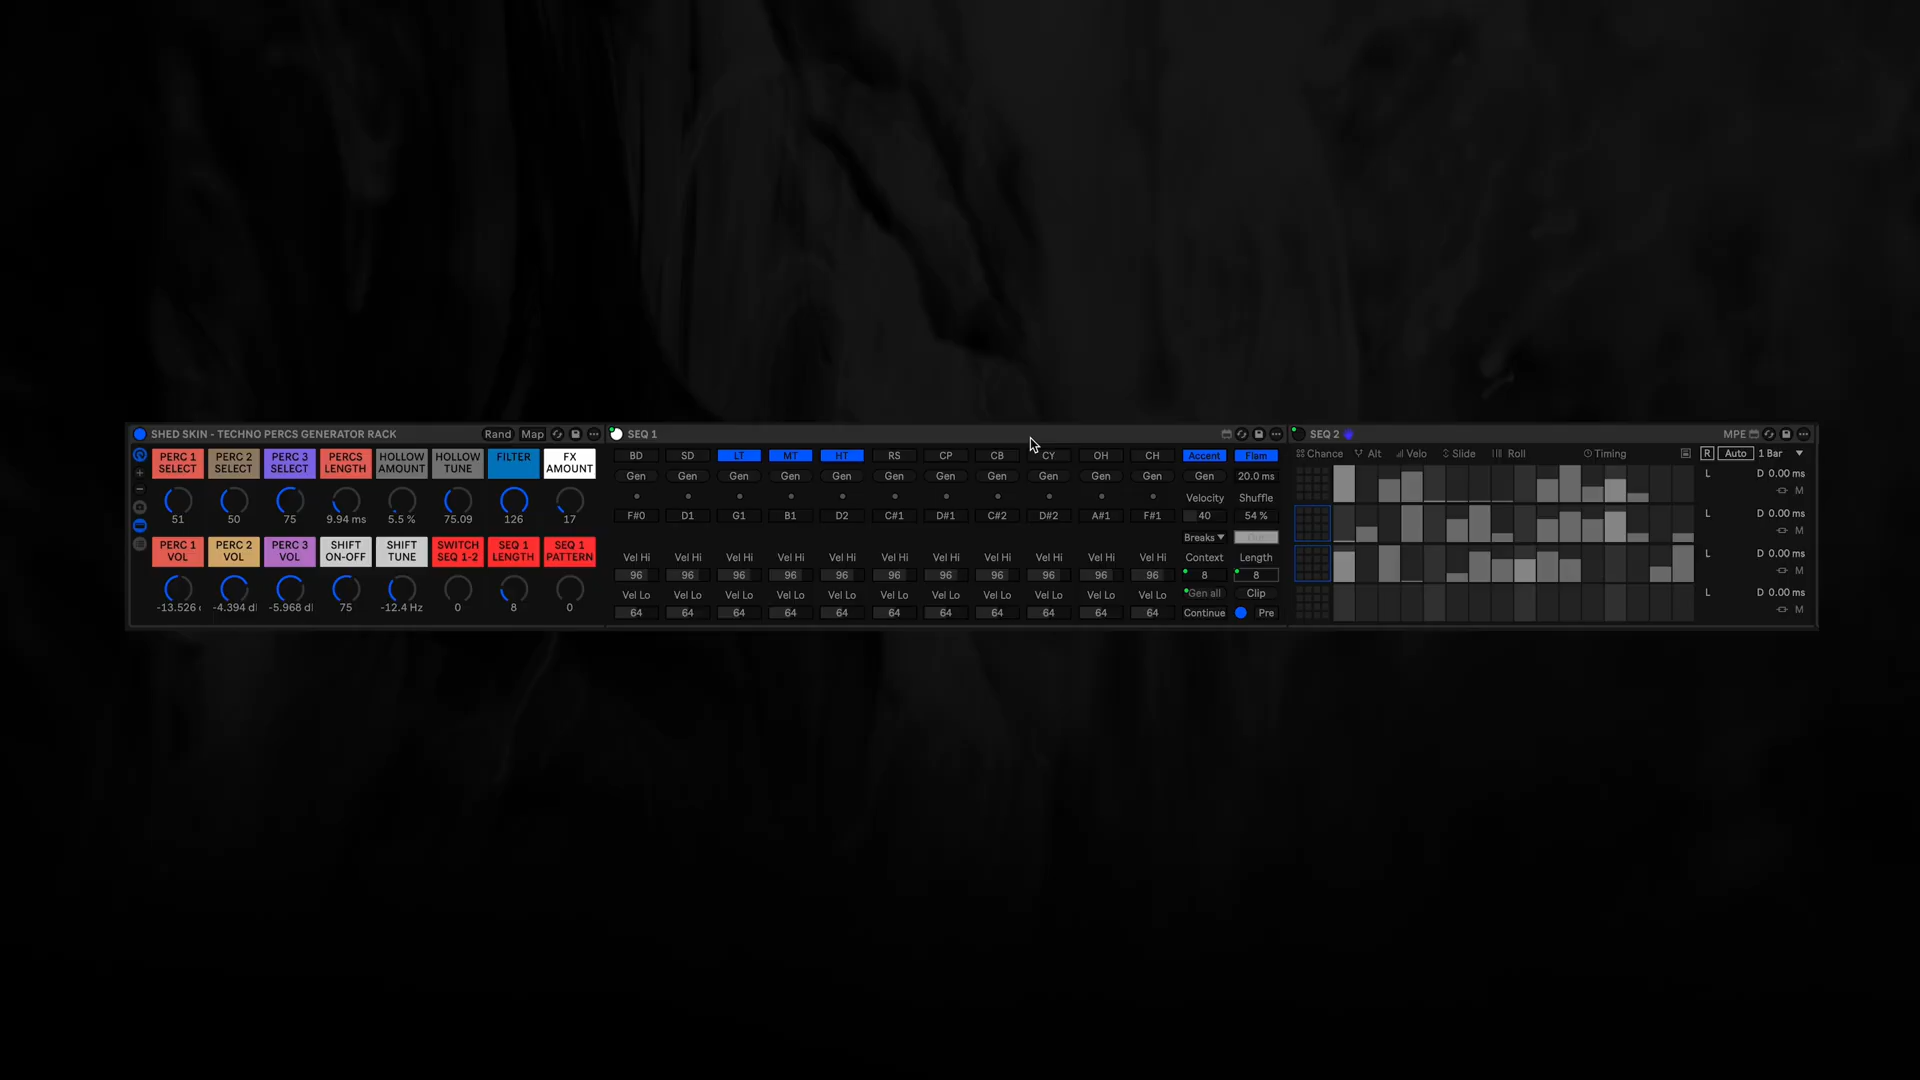 SHED SKIN - TECHNO PERCS GENERATOR RACK Rand Map
PERC 1 SELECT PERC 2 SELECT PERC 3 SELECT PERCS LENGTH HOLLOW AMOUNT HOLLOW TUNE FILTER FX AMOUNT
51 50 75 9.94 ms 5.5 % 75.09 126 17
PERC 1 VOL PERC 2 VOL PERC 3 VOL SHIFT ON-OFF SHIFT TUNE SWITCH SEQ 1-2 SEQ 1 LENGTH SEQ 1 PATTERN
-13.526 -4.394 -5.968 75 -12.4 Hz 0 8 0
SEQ 1
BD SD LT MT HT RS CP CB CY OH CH Accent Flam
Gen Gen Gen Gen Gen Gen Gen Gen Gen Gen Gen Gen 20.0 ms
Velocity Shuffle
F#0 D1 G1 B1 D2 C#1 D#1 C#2 D#2 A#1 F#1 40 54 %
Breaks
Vel Hi Vel Hi Vel Hi Vel Hi Vel Hi Vel Hi Vel Hi Vel Hi Vel Hi Vel Hi Vel Hi Context Length
96 96 96 96 96 96 96 96 96 96 96 8 8
Vel Lo Vel Lo Vel Lo Vel Lo Vel Lo Vel Lo Vel Lo Vel Lo Vel Lo Vel Lo Vel Lo Gen all Clip
64 64 64 64 64 64 64 64 64 64 64 Continue Pre
SEQ 2 MPE
Chance Alt Velo Slide Roll Timing R Auto 1 Bar
L D 0.00 ms
M
L D 0.00 ms
M
L D 0.00 ms
M
L D 0.00 ms
M